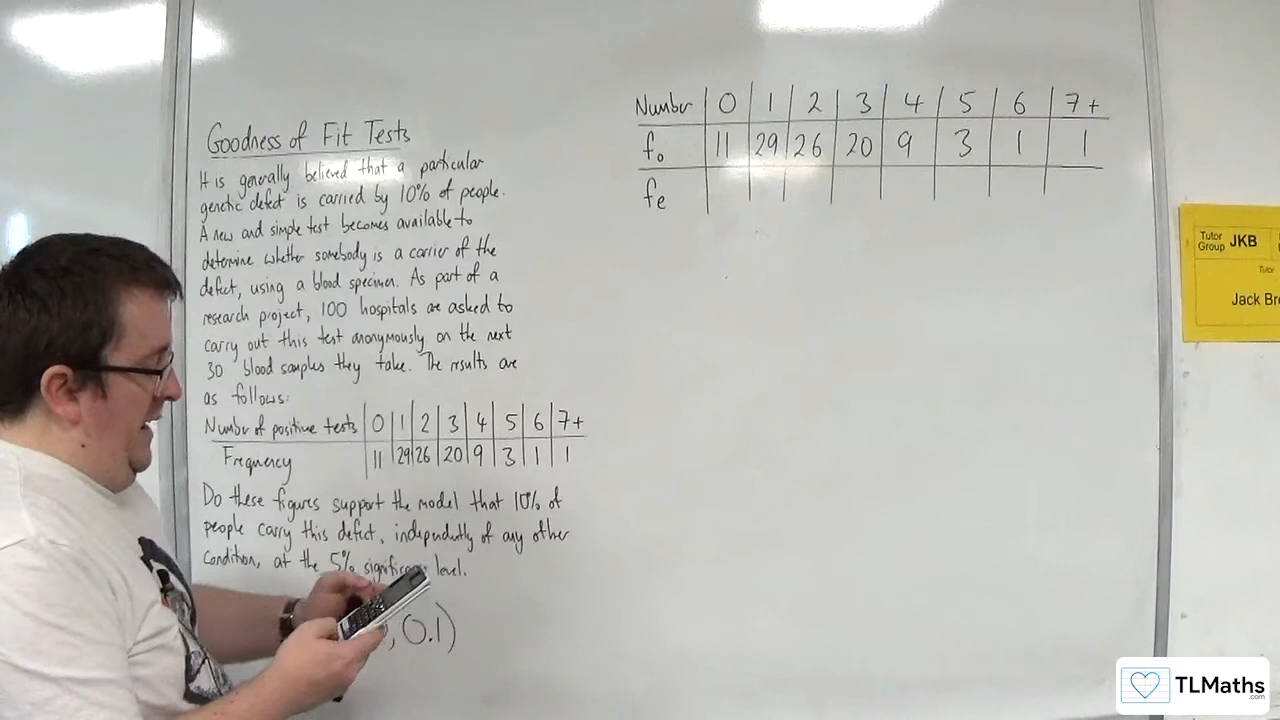 Goodness of Fit Tests
It is generally believed that a particular
genetic defect is carried by 10% of people.
A new and simple test becomes available to
determine whether somebody is a carrier of the
defect, using a blood specimen. As part of a
research project, 100 hospitals are asked to
carry out this test anonymously on the next
30 blood samples they take. The results are
as follows:
Number of positive tests 0 1 2 3 4 5 6 7+
Frequency 11 29 26 20 9 3 1 1
Do these figures support the model that 10% of
people carry this defect, independently of any other
condition, at the 5% significance level.
, 0.1)
Number 0 1 2 3 4 5 6 7+
fo 11 29 26 20 9 3 1 1
fe
Tutor Group JKB
Tutor
Jack Bro
TLMaths
.com